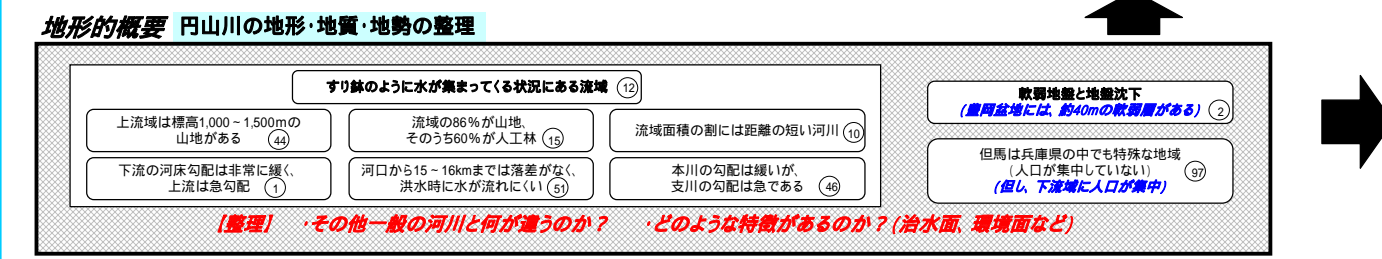 地形的概要 円山川の地形・地質・地勢の整理
すり鉢のように水が集まってくる状況にある流域 12
上流域は標高1,000～1,500mの
山地がある 44
流域の86％が山地、
そのうち60％が人工林 15
流域面積の割には距離の短い河川 10
下流の河床勾配は非常に緩く、
上流は急勾配 1
河口から15～16kmまでは落差がなく、
洪水時に水が流れにくい 51
本川の勾配は緩いが、
支川の勾配は急である 46
軟弱地盤と地盤沈下
(豊岡盆地には、約40mの軟弱層がある) 2
但馬は兵庫県の中でも特殊な地域
(人口が集中していない)
(但し、下流域に人口が集中) 97
【整理】 ・その他一般の河川と何が違うのか？ ・どのような特徴があるのか？(治水面、環境面など)